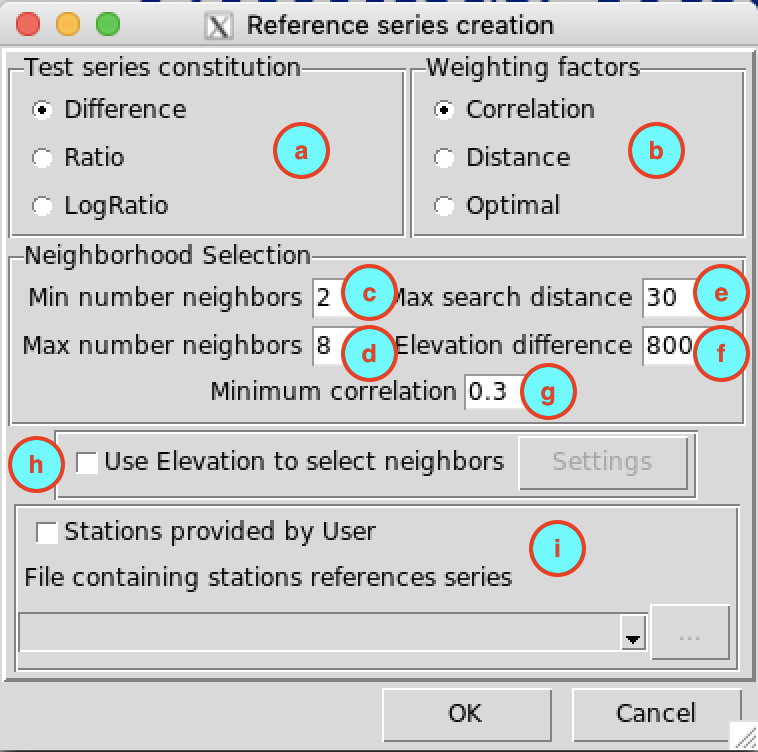 Reference series creation
Test series constitution
Weighting factors
Difference
Correlation
Ratio
a
Distance
b
LogRatio
Optimal
Neighborhood Selection
Min number neighbors 2 c Max search distance 30 e
Max number neighbors 8 d Elevation difference 800 f
Minimum correlation 0.3 g
h Use Elevation to select neighbors Settings
Stations provided by User
i
File containing stations references series
...
OK Cancel